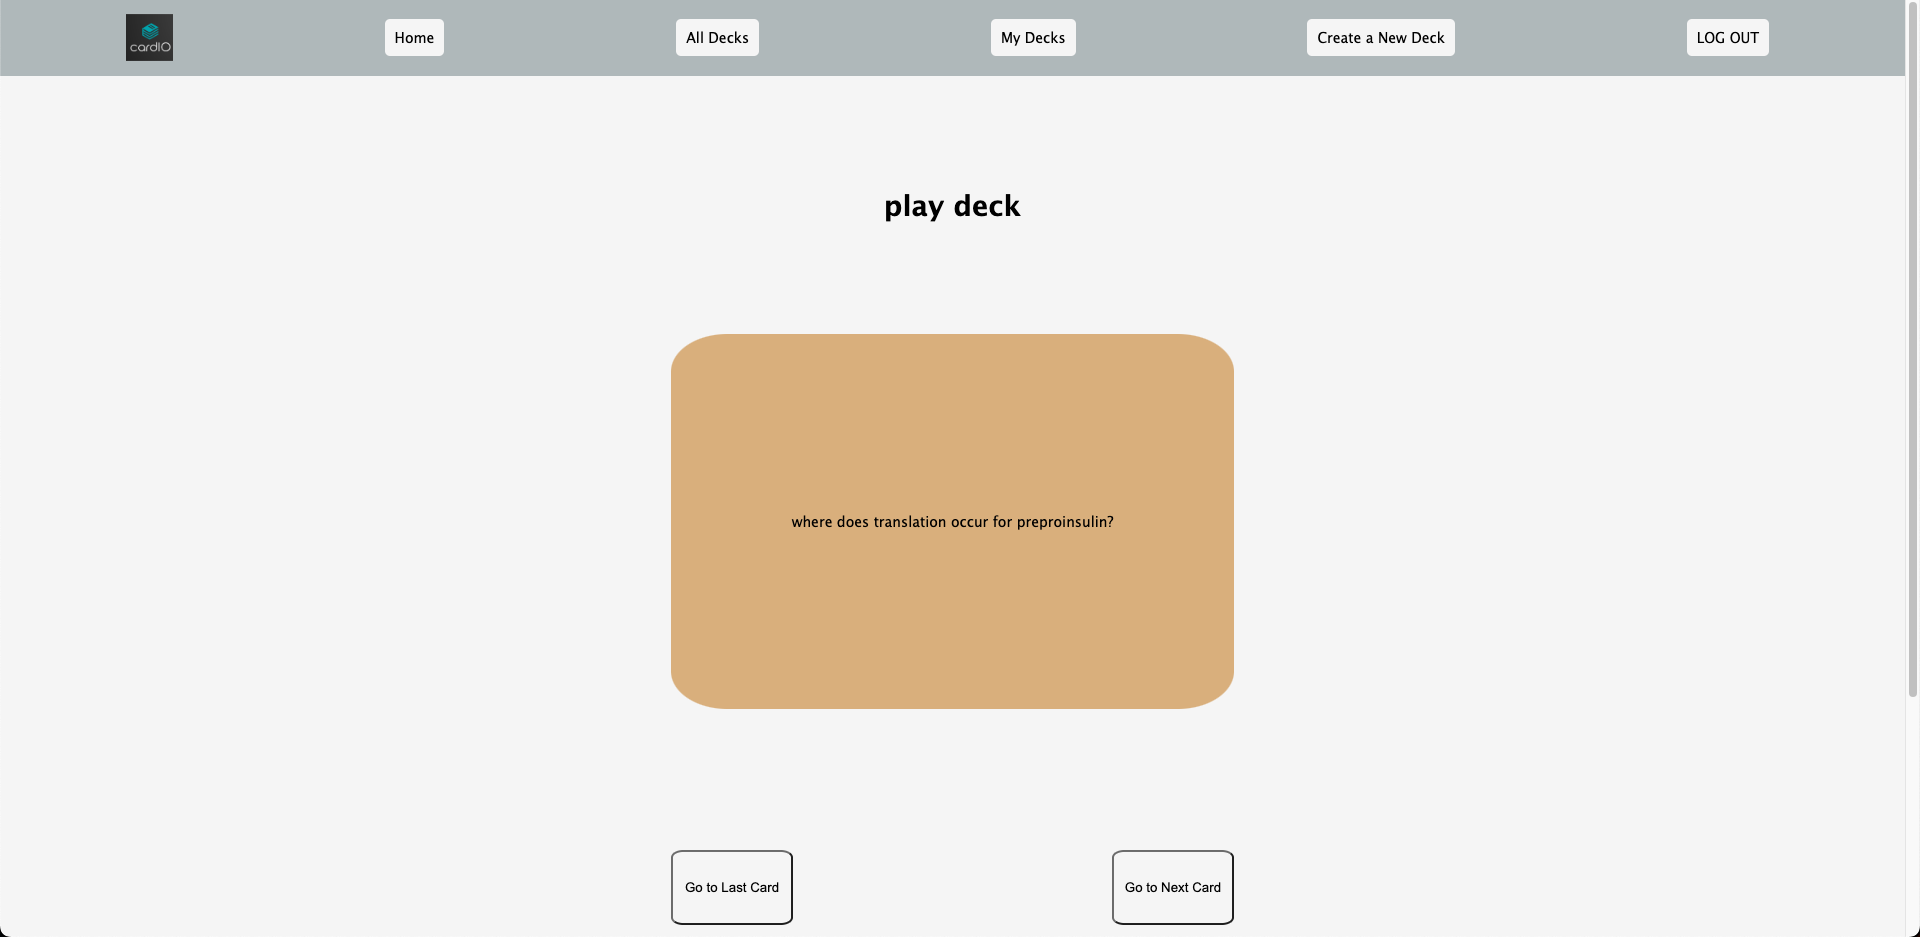 cardIO
Home
All Decks
My Decks
Create a New Deck
LOG OUT
play deck
where does translation occur for preproinsulin?
Go to Last Card
Go to Next Card